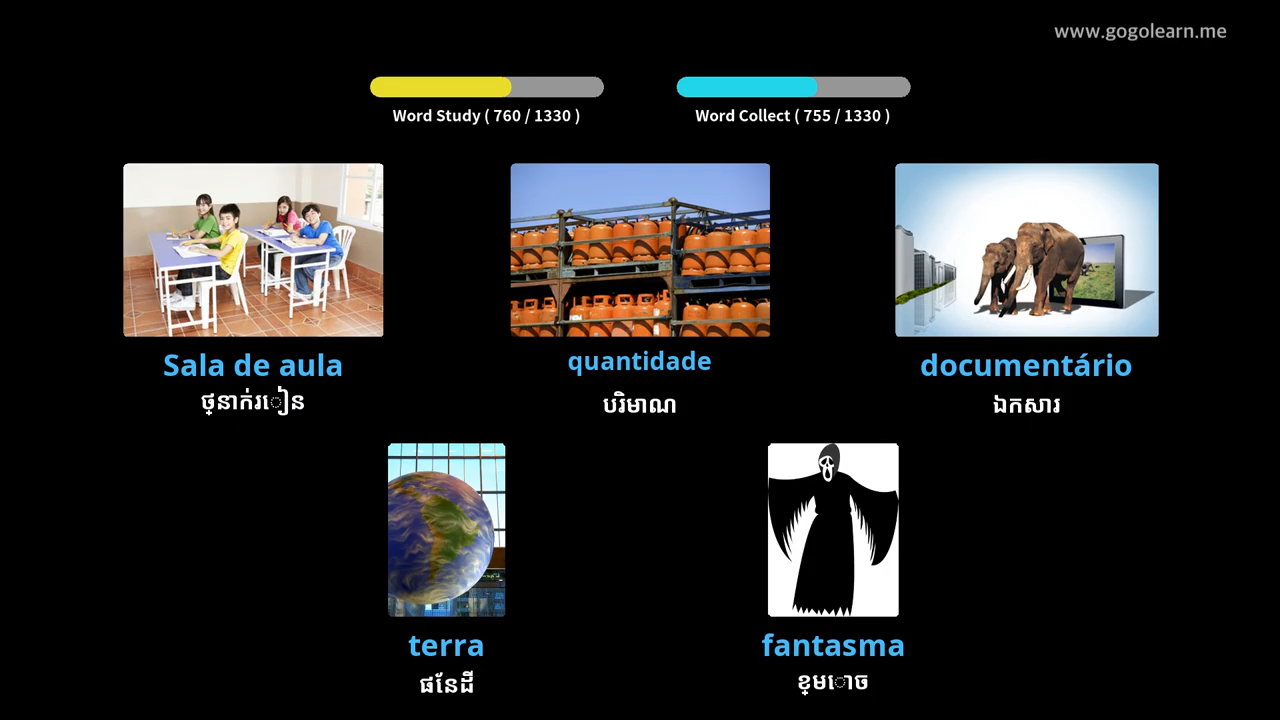 www.gogolearn.me
Word Study ( 760 / 1330 )
Word Collect ( 755 / 1330 )
Sala de aula
ថ្នាក់រៀន
quantidade
បរិមាណ
documentário
ឯកសារ
terra
ផែនដី
fantasma
ខ្មោច